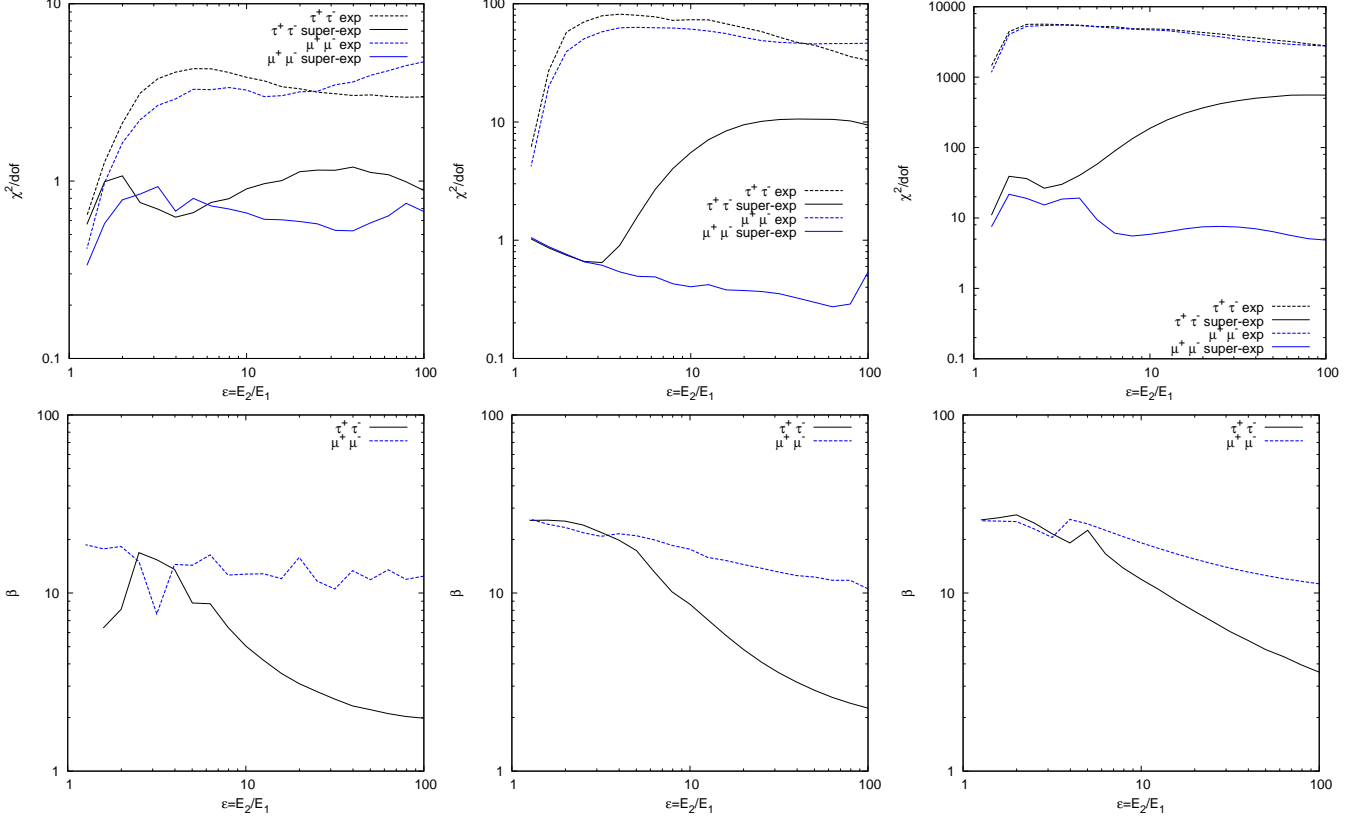 10
1
0.1
1
10
100
χ²/dof
ε=E₂/E₁
τ⁺ τ⁻ exp
τ⁺ τ⁻ super-exp
μ⁺ μ⁻ exp
μ⁺ μ⁻ super-exp
100
10
1
0.1
1
10
100
χ²/dof
ε=E₂/E₁
τ⁺ τ⁻ exp
τ⁺ τ⁻ super-exp
μ⁺ μ⁻ exp
μ⁺ μ⁻ super-exp
10000
1000
100
10
1
0.1
1
10
100
χ²/dof
ε=E₂/E₁
τ⁺ τ⁻ exp
τ⁺ τ⁻ super-exp
μ⁺ μ⁻ exp
μ⁺ μ⁻ super-exp
100
10
1
1
10
100
β
ε=E₂/E₁
τ⁺ τ⁻
μ⁺ μ⁻
100
10
1
1
10
100
β
ε=E₂/E₁
τ⁺ τ⁻
μ⁺ μ⁻
100
10
1
1
10
100
β
ε=E₂/E₁
τ⁺ τ⁻
μ⁺ μ⁻